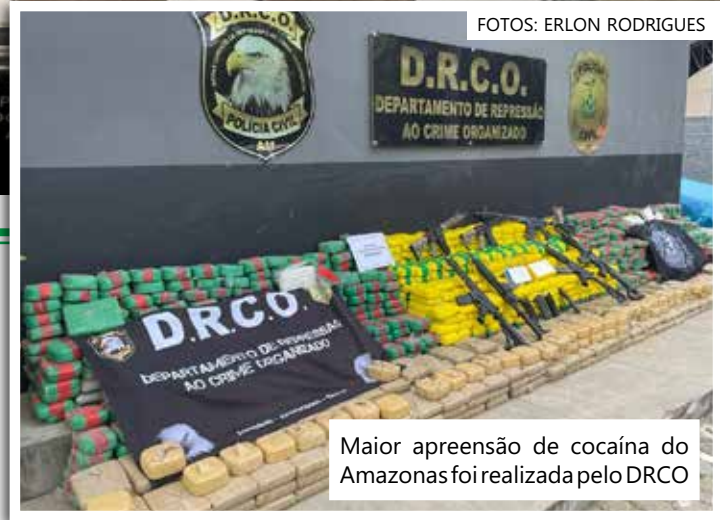 FOTOS: ERLON RODRIGUES
D.R.C.O.
POLÍCIA CIVIL
AM
D.R.C.O.
DEPARTAMENTO DE REPRESSÃO
AO CRIME ORGANIZADO
D.R.C.O.
DEPARTAMENTO DE REPRESSÃO
AO CRIME ORGANIZADO
Maior apreensão de cocaína do
Amazonas foi realizada pelo DRCO